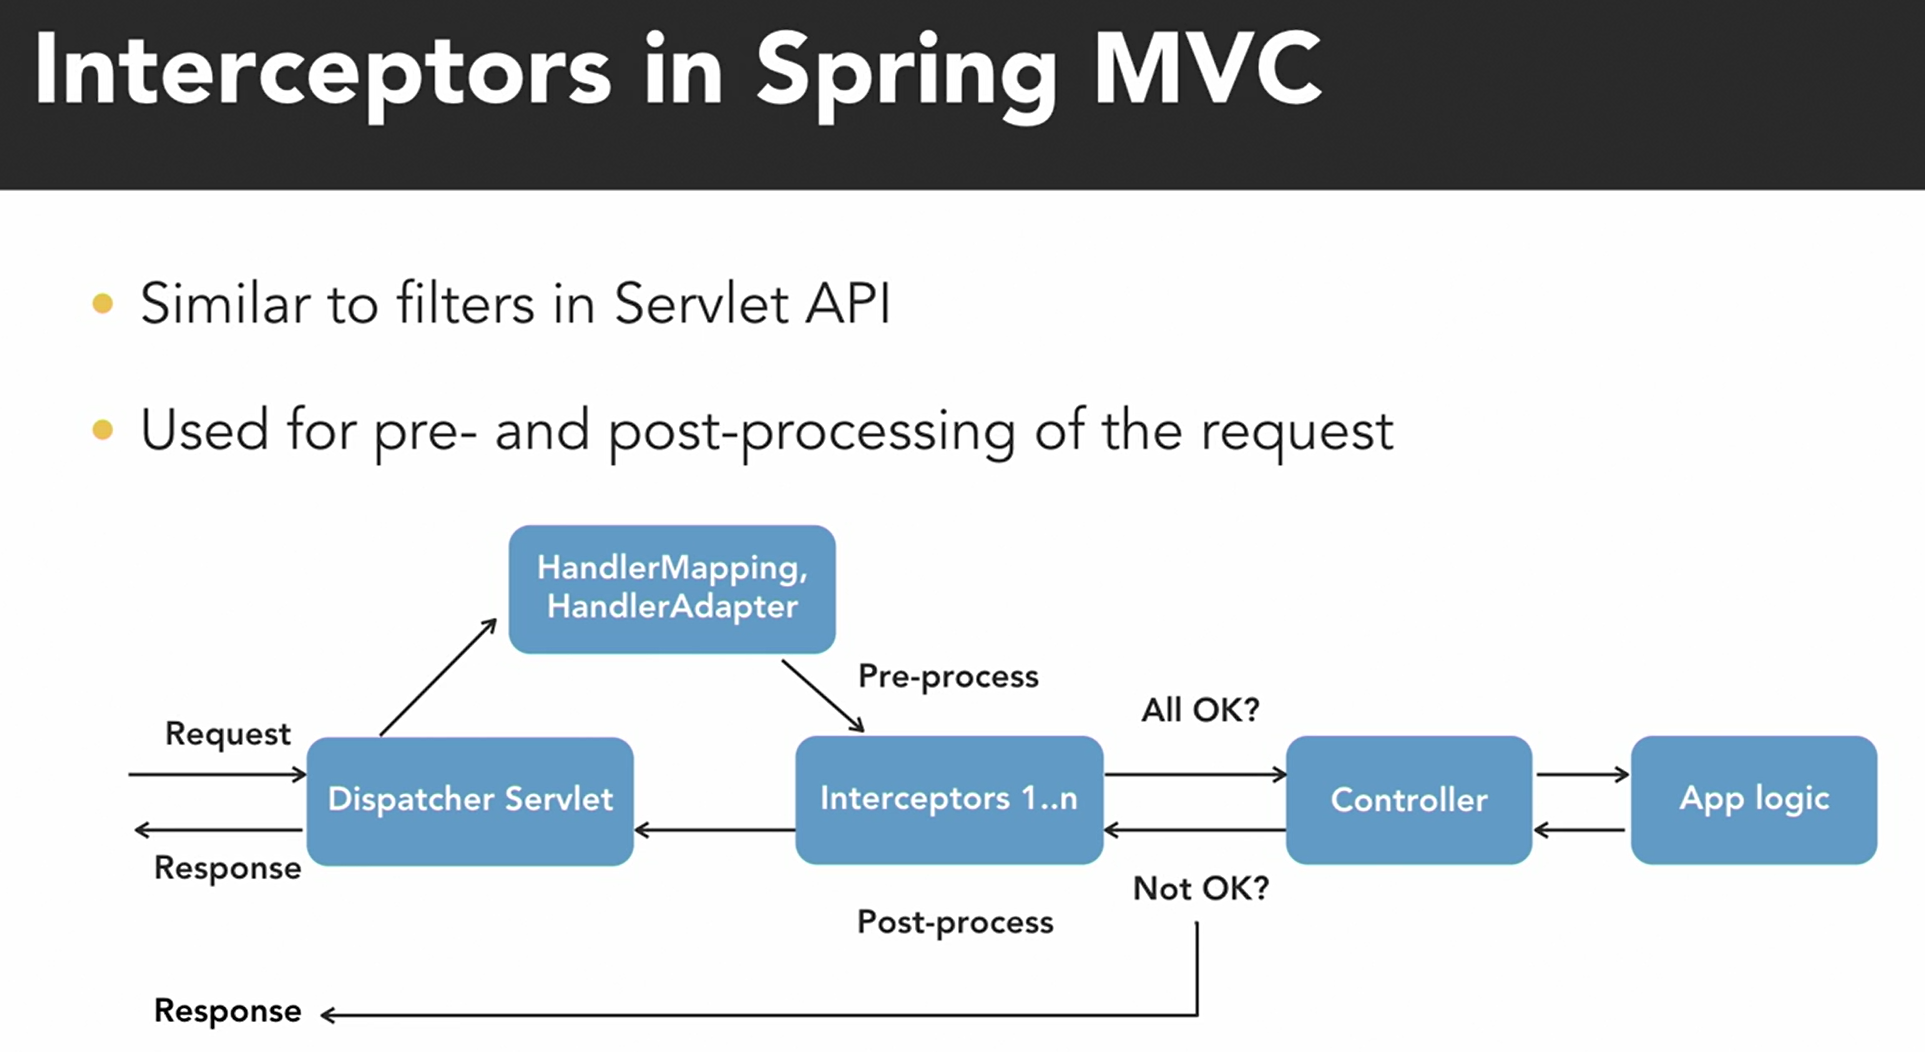 Interceptors in Spring MVC
Similar to filters in Servlet API
Used for pre- and post-processing of the request
HandlerMapping,
HandlerAdapter
Pre-process
All OK?
Request
Dispatcher Servlet
Interceptors 1..n
Controller
App logic
Response
Not OK?
Post-process
Response